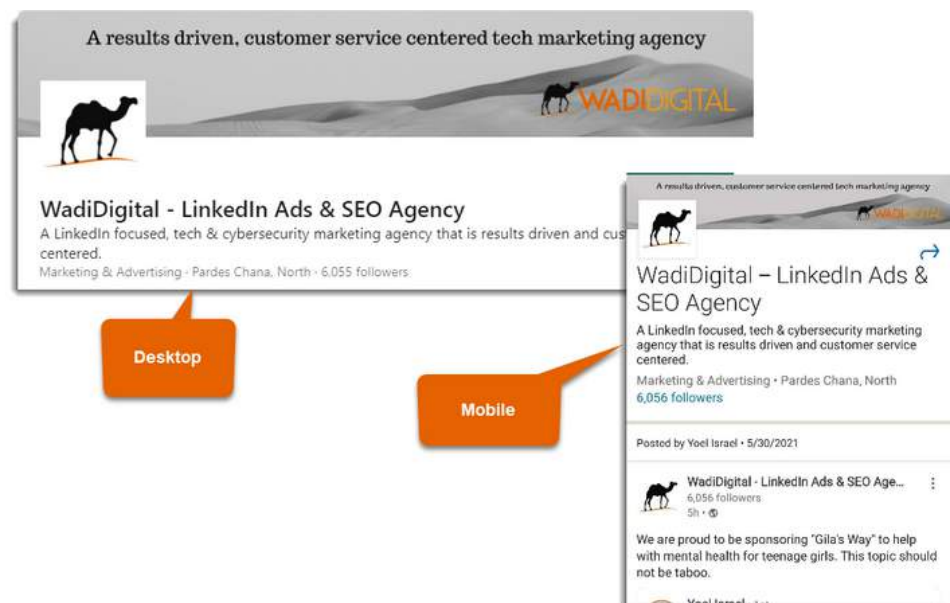 A results driven, customer service centered tech marketing agency
WADIDIGITAL
WadiDigital - LinkedIn Ads & SEO Agency
A LinkedIn focused, tech & cybersecurity marketing agency that is results driven and cus
centered.
Marketing & Advertising · Pardes Chana, North · 6,055 followers
Desktop
Mobile
A results driven, customer service centered tech marketing agency
WADIDIGITAL
WadiDigital – LinkedIn Ads &
SEO Agency
A LinkedIn focused, tech & cybersecurity marketing
agency that is results driven and customer service
centered.
Marketing & Advertising • Pardes Chana, North
6,056 followers
Posted by Yoel Israel • 5/30/2021
WadiDigital - LinkedIn Ads & SEO Age...
6,056 followers
5h •
We are proud to be sponsoring "Gila's Way" to help
with mental health for teenage girls. This topic should
not be taboo.
Yoel Israel